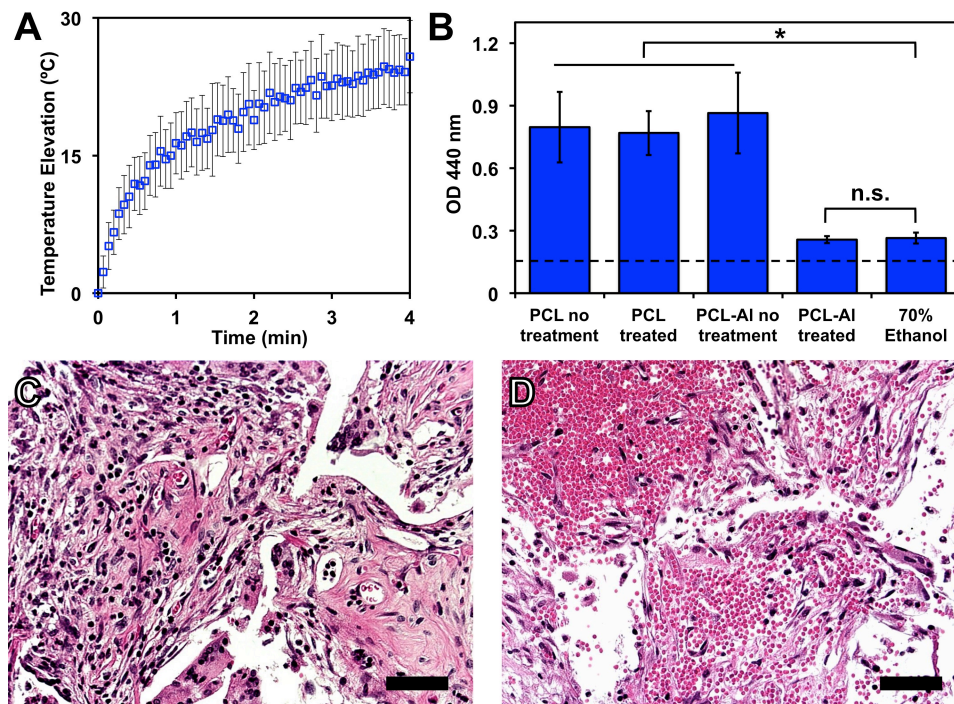 A
30
15
0
Temperature Elevation (ºC)
0 1 2 3 4
Time (min)
B
*
1.2
0.9
0.6
0.3
0
OD 440 nm
n.s.
PCL no treatment
PCL treated
PCL-Al no treatment
PCL-Al treated
70% Ethanol
C
D